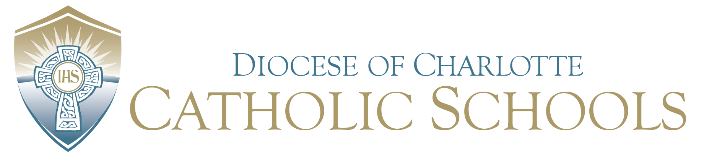 IHS
DIOCESE OF CHARLOTTE
CATHOLIC SCHOOLS